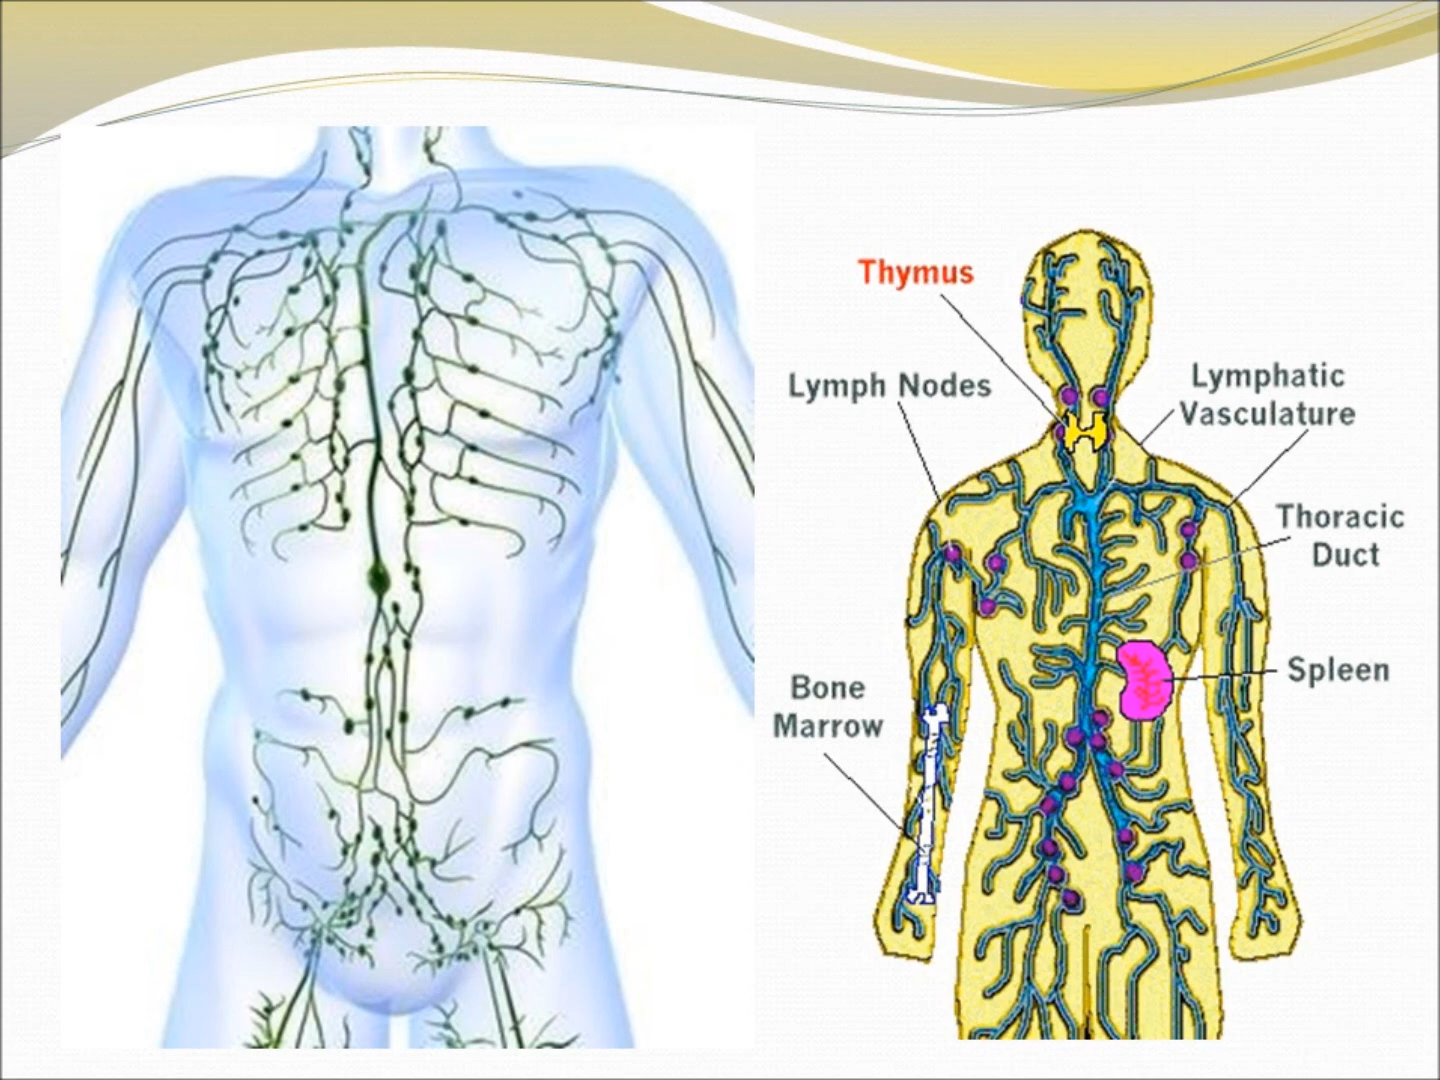 Thymus
Lymph Nodes
Lymphatic
Vasculature
Thoracic
Duct
Spleen
Bone
Marrow